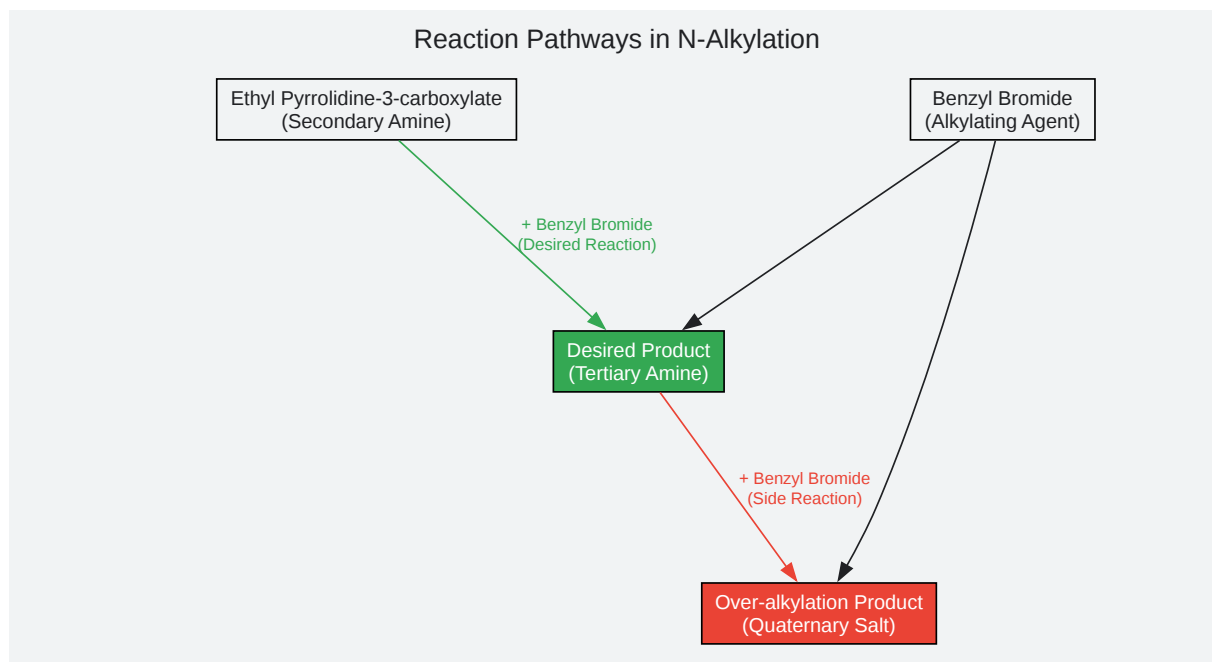 Reaction Pathways in N-Alkylation
Ethyl Pyrrolidine-3-carboxylate
(Secondary Amine)
Benzyl Bromide
(Alkylating Agent)
+ Benzyl Bromide
(Desired Reaction)
Desired Product
(Tertiary Amine)
+ Benzyl Bromide
(Side Reaction)
Over-alkylation Product
(Quaternary Salt)